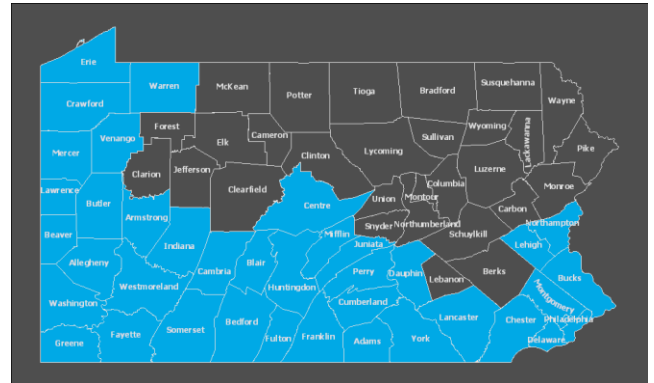 Erie
Warren
McKean
Potter
Tioga
Bradford
Susquehanna
Wayne
Crawford
Venango
Forest
Elk
Cameron
Sullivan
Wyoming
Lackawanna
Pike
Mercer
Clarion
Jefferson
Clinton
Lycoming
Luzerne
Monroe
Lawrence
Butler
Armstrong
Clearfield
Centre
Union
Montour
Columbia
Carbon
Northampton
Beaver
Indiana
Mifflin
Snyder
Northumberland
Schuylkill
Lehigh
Allegheny
Cambria
Blair
Juniata
Perry
Dauphin
Lebanon
Berks
Bucks
Westmoreland
Huntingdon
Cumberland
Montgomery
Washington
Somerset
Bedford
Lancaster
Chester
Philadelphia
Greene
Fayette
Fulton
Franklin
Adams
York
Delaware